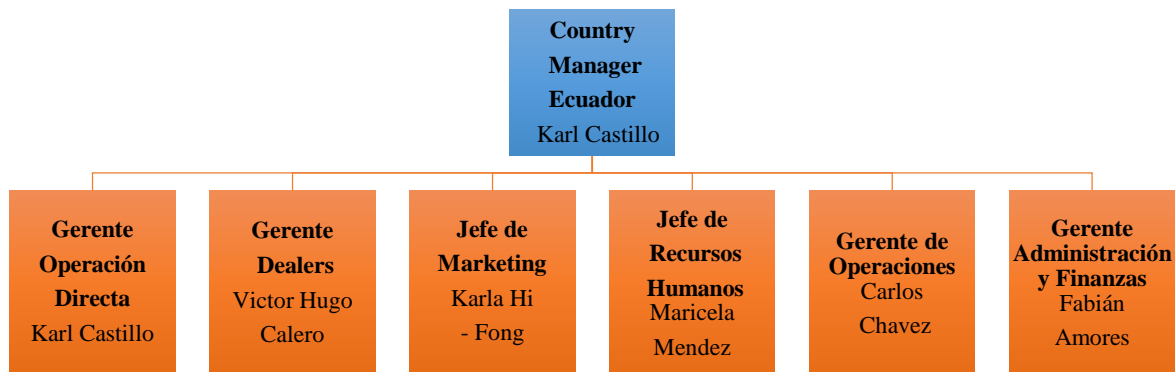 Country
Manager
Ecuador
Karl Castillo
Gerente
Operación
Directa
Karl Castillo
Gerente
Dealers
Victor Hugo
Calero
Jefe de
Marketing
Karla Hi
- Fong
Jefe de
Recursos
Humanos
Maricela
Mendez
Gerente de
Operaciones
Carlos
Chavez
Gerente
Administración
y Finanzas
Fabián
Amores